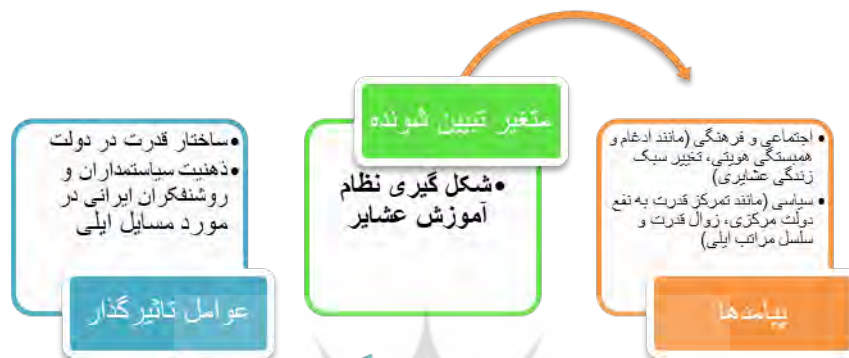 •ساختار قدرت در دولت
•ذهنیت سیاستمداران و
روشنفکران ایرانی در
مورد مسایل ایلی
عوامل تاثیرگذار
متغیر تبیین شونده
•شکل گیری نظام
آموزش عشایر
• اجتماعی و فرهنگی (مانند ادغام و
همبستگی هویتی، تغییر سبک
زندگی عشایری)
• سیاسی (مانند تمرکز قدرت به نفع
دولت مرکزی، زوال قدرت و
سلسل مراتب ایلی)
پیامدها